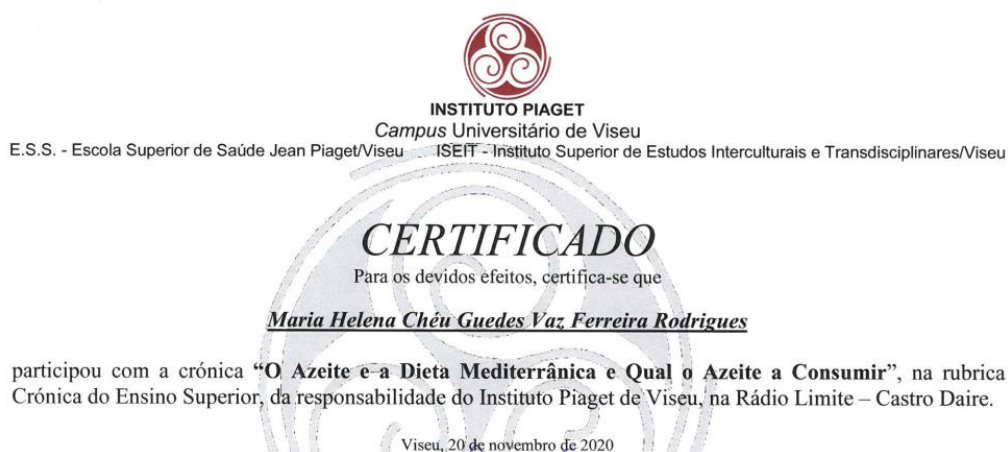 INSTITUTO PIAGET
Campus Universitário de Viseu
E.S.S. - Escola Superior de Saúde Jean Piaget/Viseu ISEIT - Instituto Superior de Estudos Interculturais e Transdisciplinares/Viseu
CERTIFICADO
Para os devidos efeitos, certifica-se que
Maria Helena Chéu Guedes Vaz Ferreira Rodrigues
participou com a crónica “O Azeite e a Dieta Mediterrânica e Qual o Azeite a Consumir”, na rubrica
Crónica do Ensino Superior, da responsabilidade do Instituto Piaget de Viseu, na Rádio Limite – Castro Daire.
Viseu, 20 de novembro de 2020